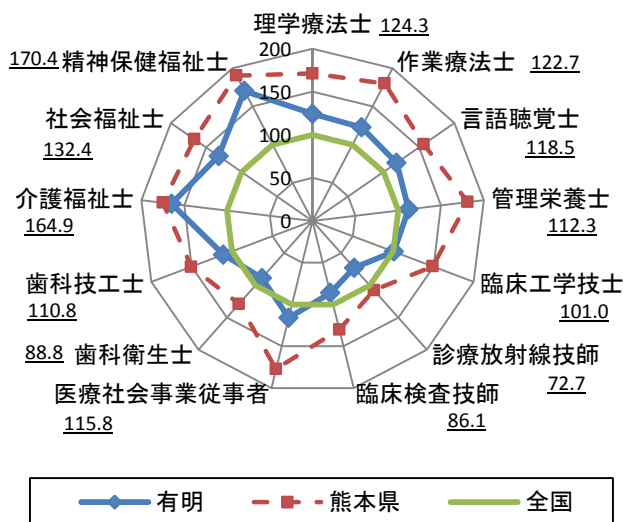 理学療法士 124.3
作業療法士 122.7
言語聴覚士
118.5
管理栄養士
112.3
臨床工学技士
101.0
診療放射線技師
72.7
臨床検査技師
86.1
医療社会事業従事者
115.8
88.8 歯科衛生士
歯科技工士
110.8
介護福祉士
164.9
社会福祉士
132.4
170.4 精神保健福祉士
200
150
100
50
0
有明 熊本県 全国